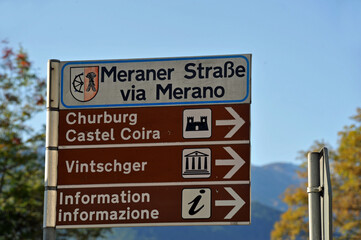 Meraner Straße
via Merano
Churburg
Castel Coira
Vintschger
Information
informazione
i